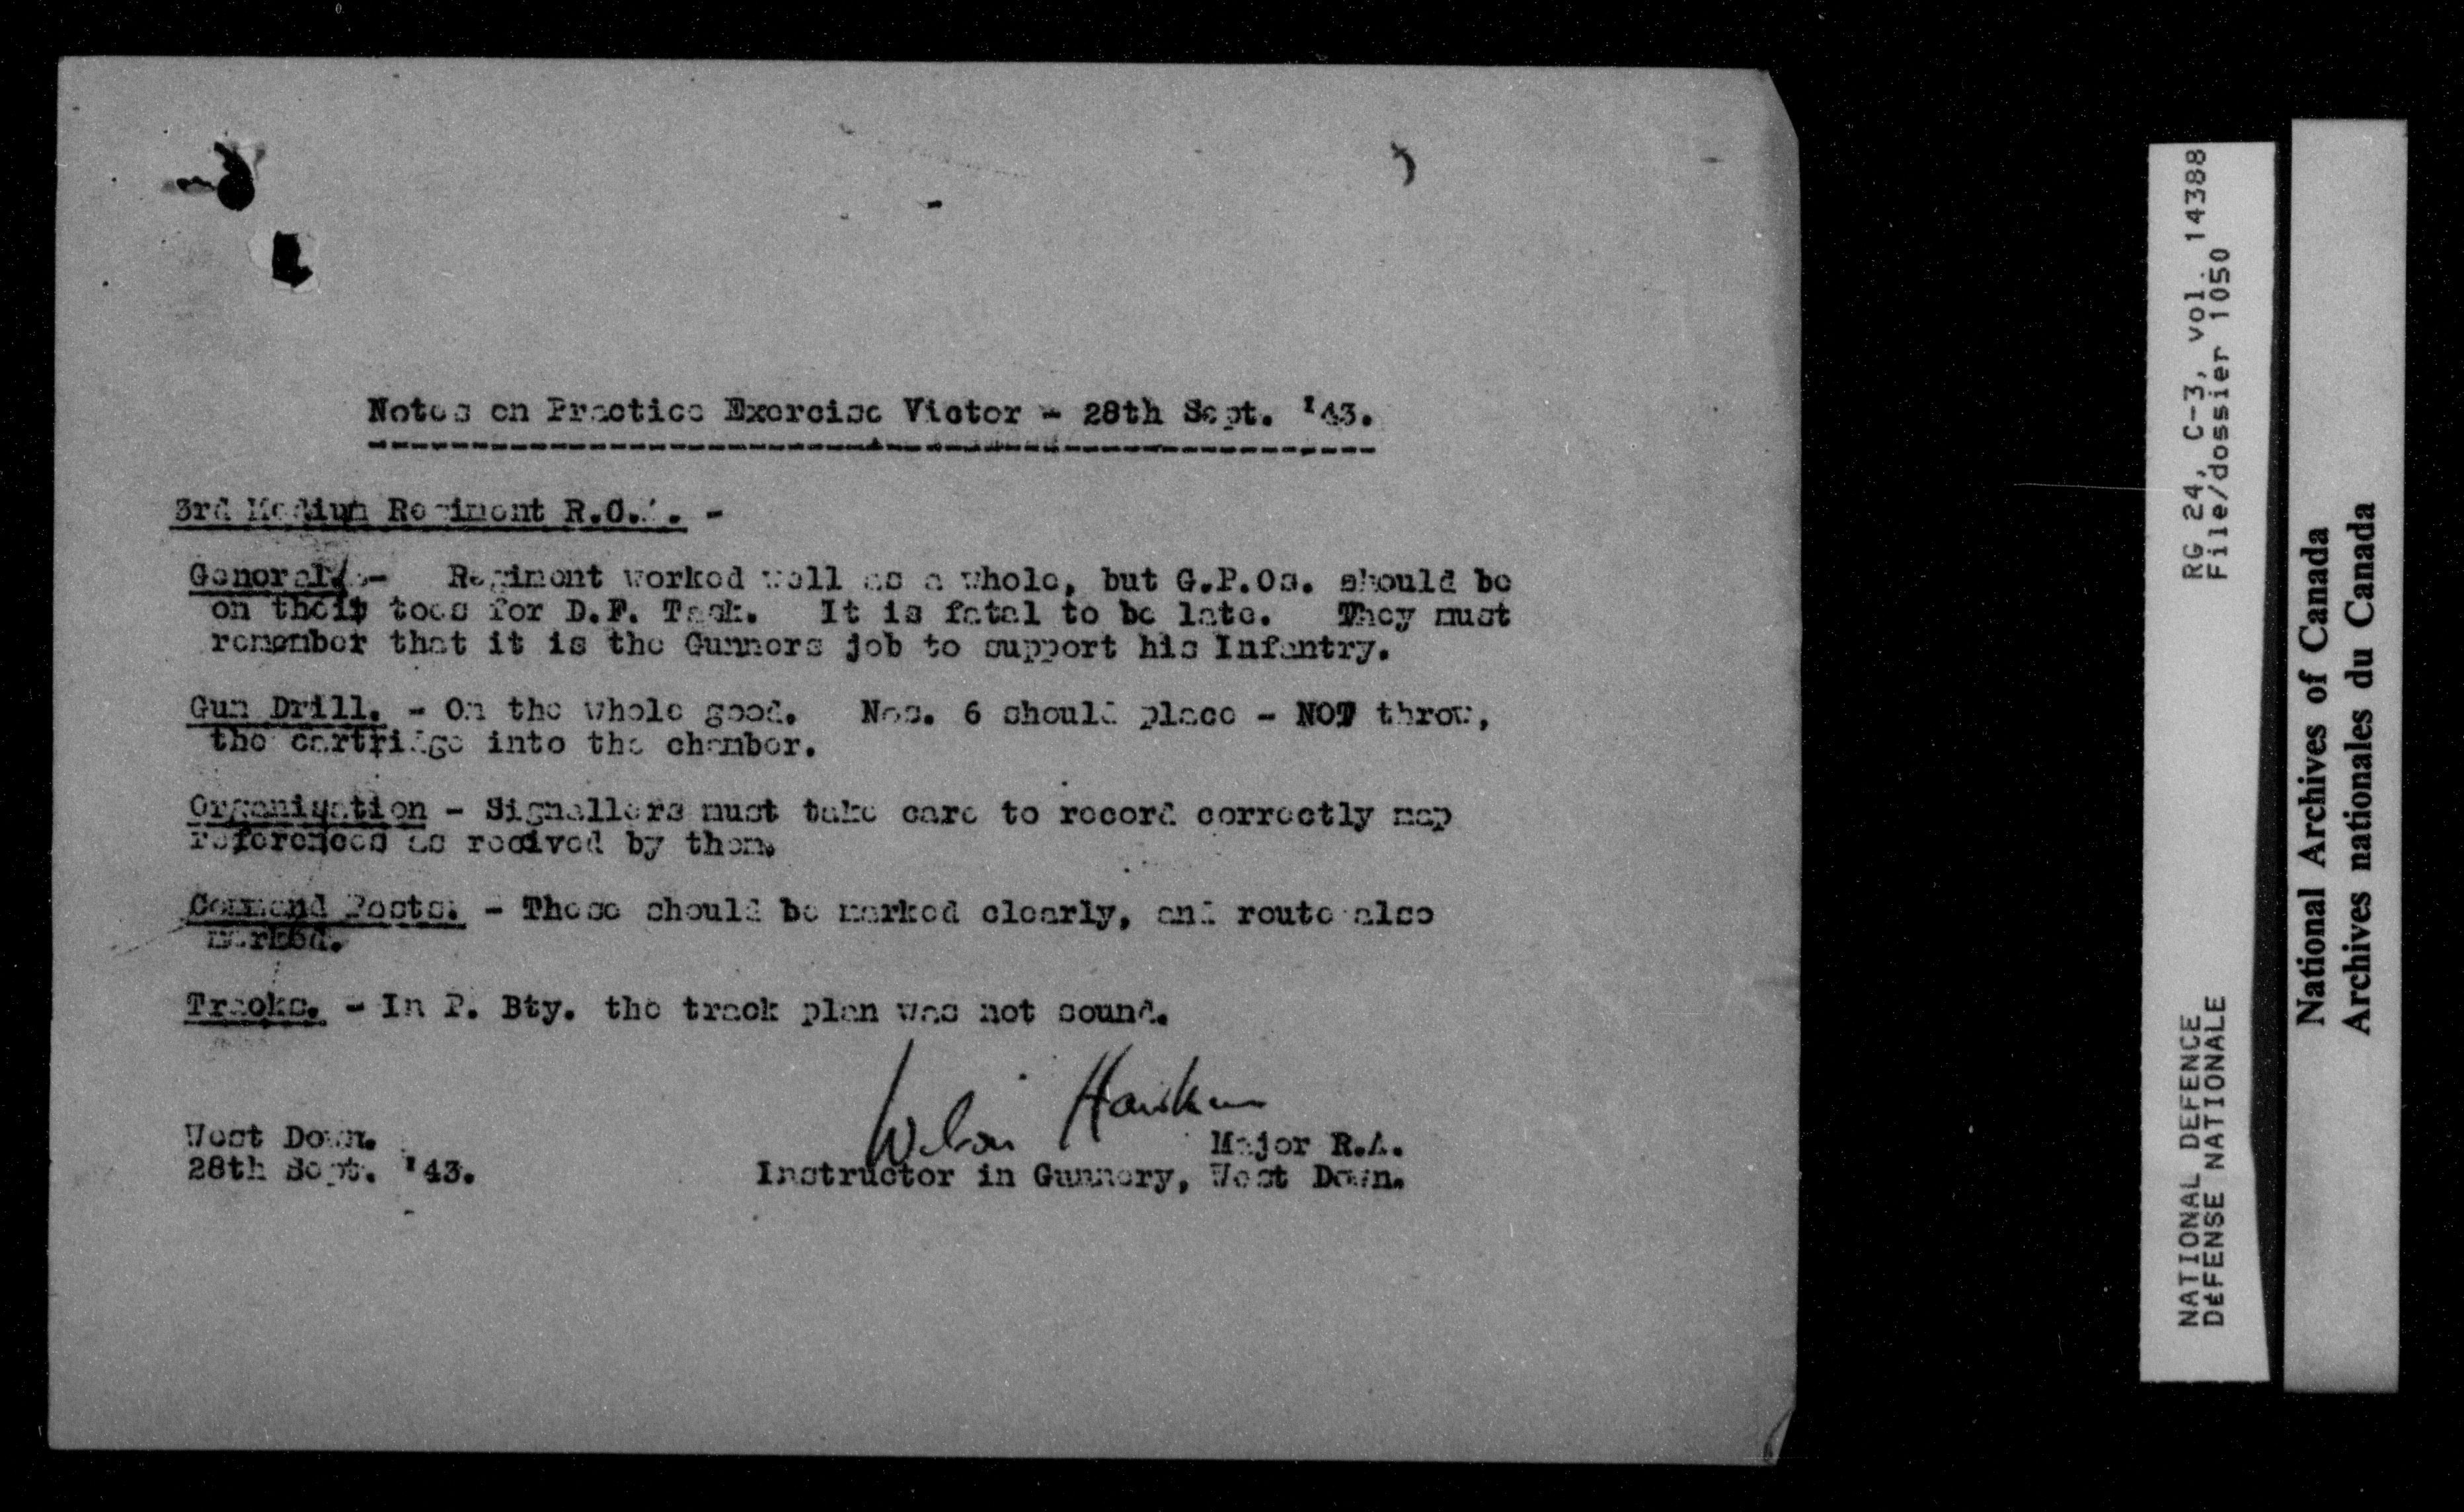 Notes on Practice Exercise Victor - 28th Sept. '43.
3rd Medium Regiment R.C.A. -
General. - Regiment worked well as a whole, but G.P.Os. should be
on their toes for D.F. Task. It is fatal to be late. They must
remember that it is the Gunners job to support his Infantry.
Gun Drill. - On the whole good. Nos. 6 should place - NOT throw,
the cartridge into the chamber.
Organisation - Signallers must take care to record correctly map
references as recived by them.
Command Posts. - These should be marked clearly, and route also
marked.
Tracks. - In P. Bty. the track plan was not sound.
West Down.
28th Sept. '43.
Major R.A.
Instructor in Gunnery, West Down.
RG 24, C-3, vol. 14388
File/dossier 1050
NATIONAL DEFENCE
DEFENSE NATIONALE
National Archives of Canada
Archives nationales du Canada